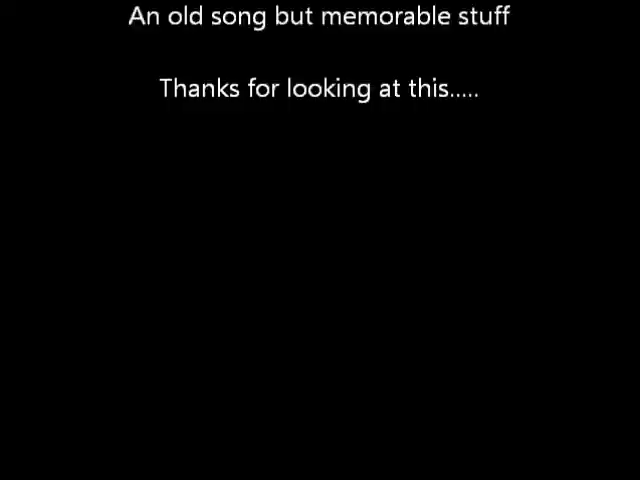 An old song but memorable stuff
Thanks for looking at this.....